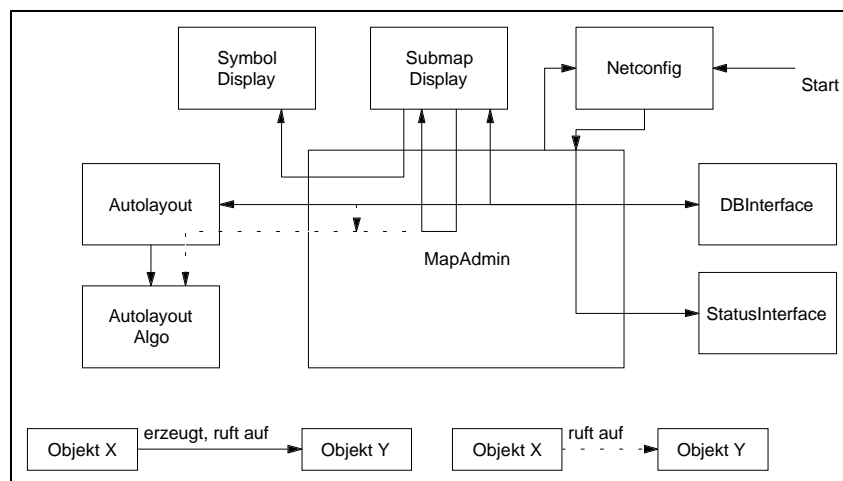 Symbol
Display
Submap
Display
Netconfig
Start
Autolayout
DBInterface
MapAdmin
Autolayout
Algo
StatusInterface
Objekt X
erzeugt, ruft auf
Objekt Y
Objekt X
ruft auf
Objekt Y